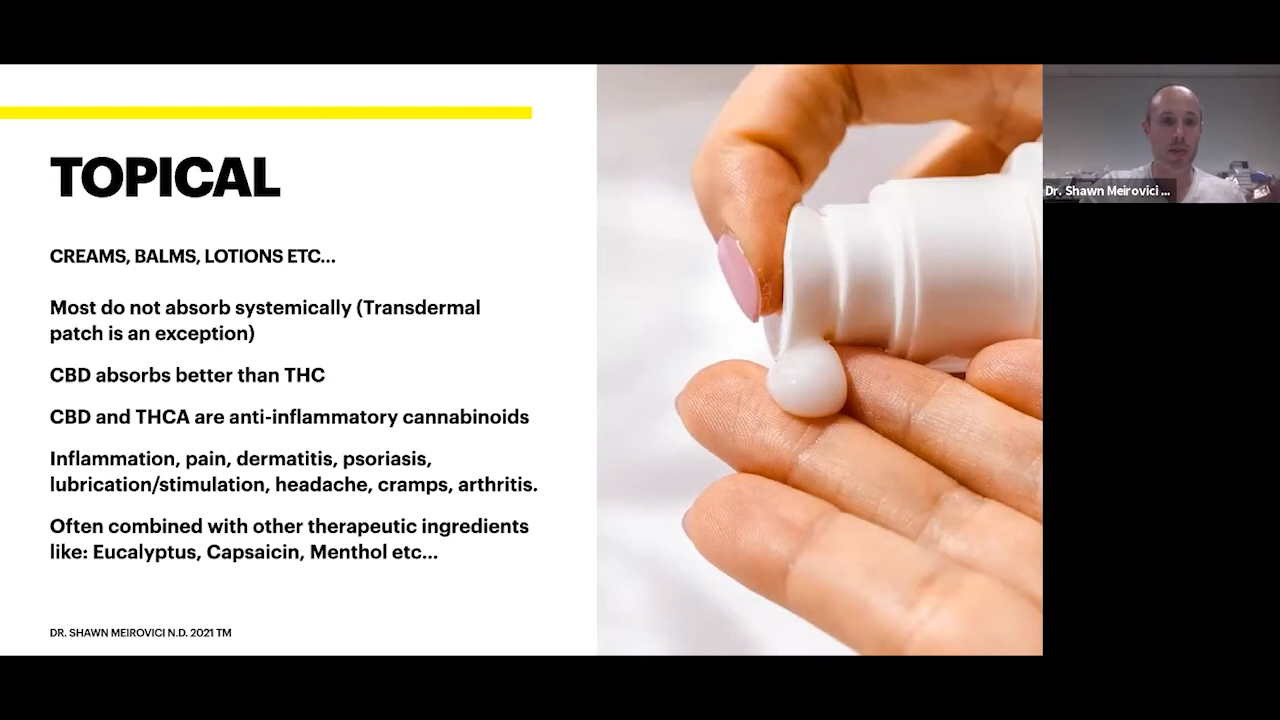 TOPICAL
CREAMS, BALMS, LOTIONS ETC...
Most do not absorb systemically (Transdermal
patch is an exception)
CBD absorbs better than THC
CBD and THCA are anti-inflammatory cannabinoids
Inflammation, pain, dermatitis, psoriasis,
lubrication/stimulation, headache, cramps, arthritis.
Often combined with other therapeutic ingredients
like: Eucalyptus, Capsaicin, Menthol etc...
DR. SHAWN MEIROVICI N.D. 2021 TM
Dr. Shawn Meirovici ...